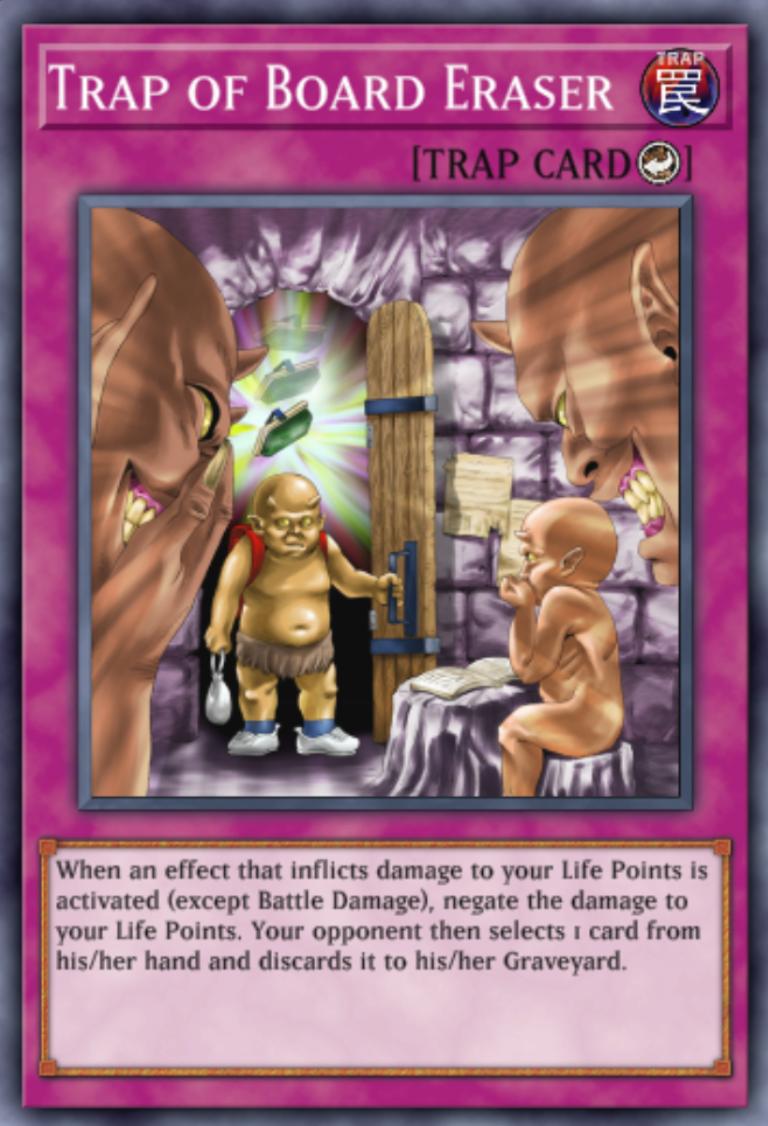 Trap of Board Eraser
TRAP
罠
[TRAP CARD]
When an effect that inflicts damage to your Life Points is
activated (except Battle Damage), negate the damage to
your Life Points. Your opponent then selects 1 card from
his/her hand and discards it to his/her Graveyard.